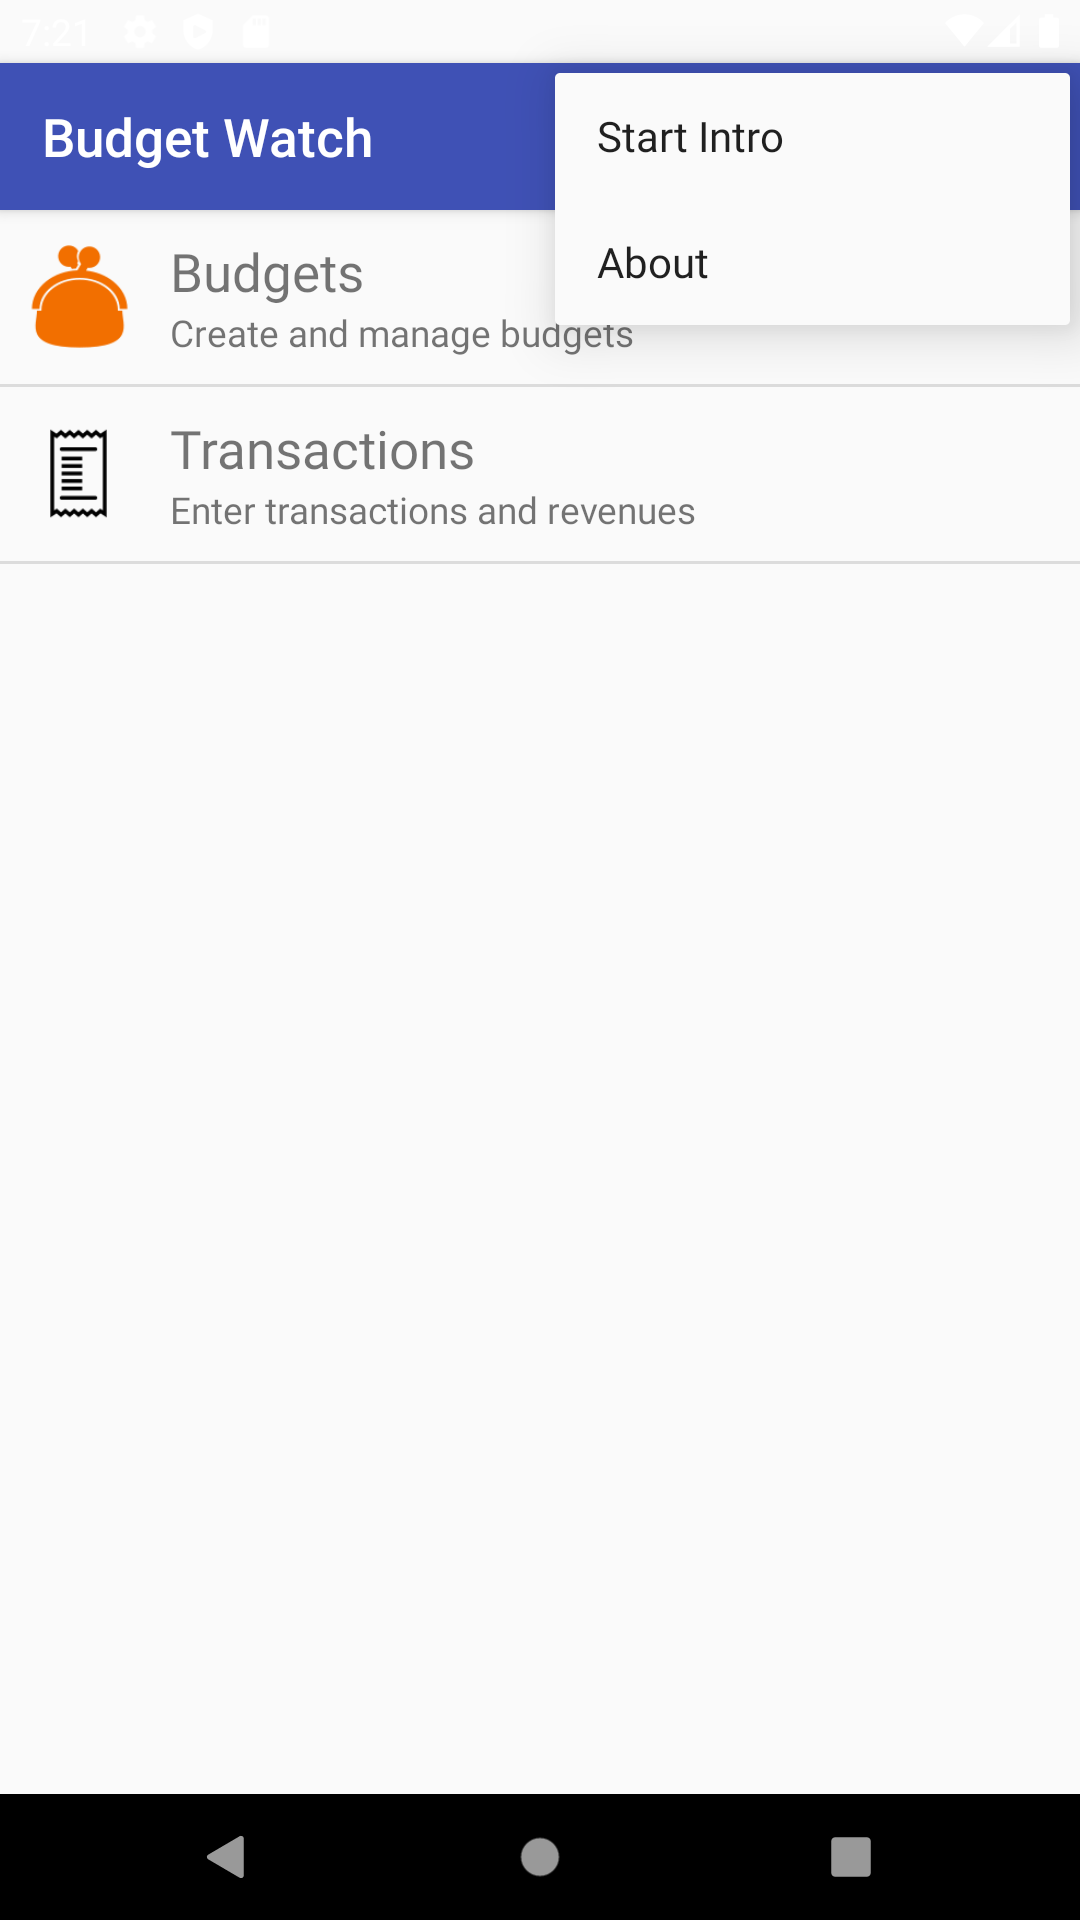 7:21
Budget Watch
Start Intro
About
Budgets
Create and manage budgets
Transactions
Enter transactions and revenues